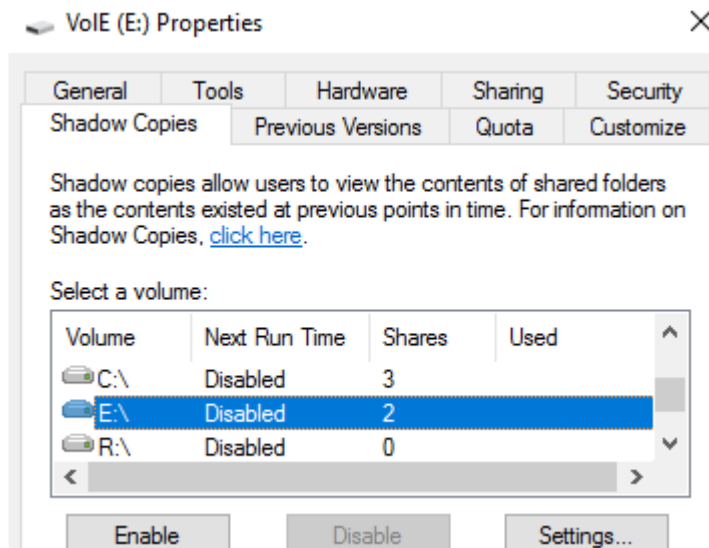 VolE (E:) Properties
General Tools Hardware Sharing Security
Shadow Copies Previous Versions Quota Customize
Shadow copies allow users to view the contents of shared folders
as the contents existed at previous points in time. For information on
Shadow Copies, click here.
Select a volume:
Volume Next Run Time Shares Used
C:\ Disabled 3
E:\ Disabled 2
R:\ Disabled 0
Enable Disable Settings...